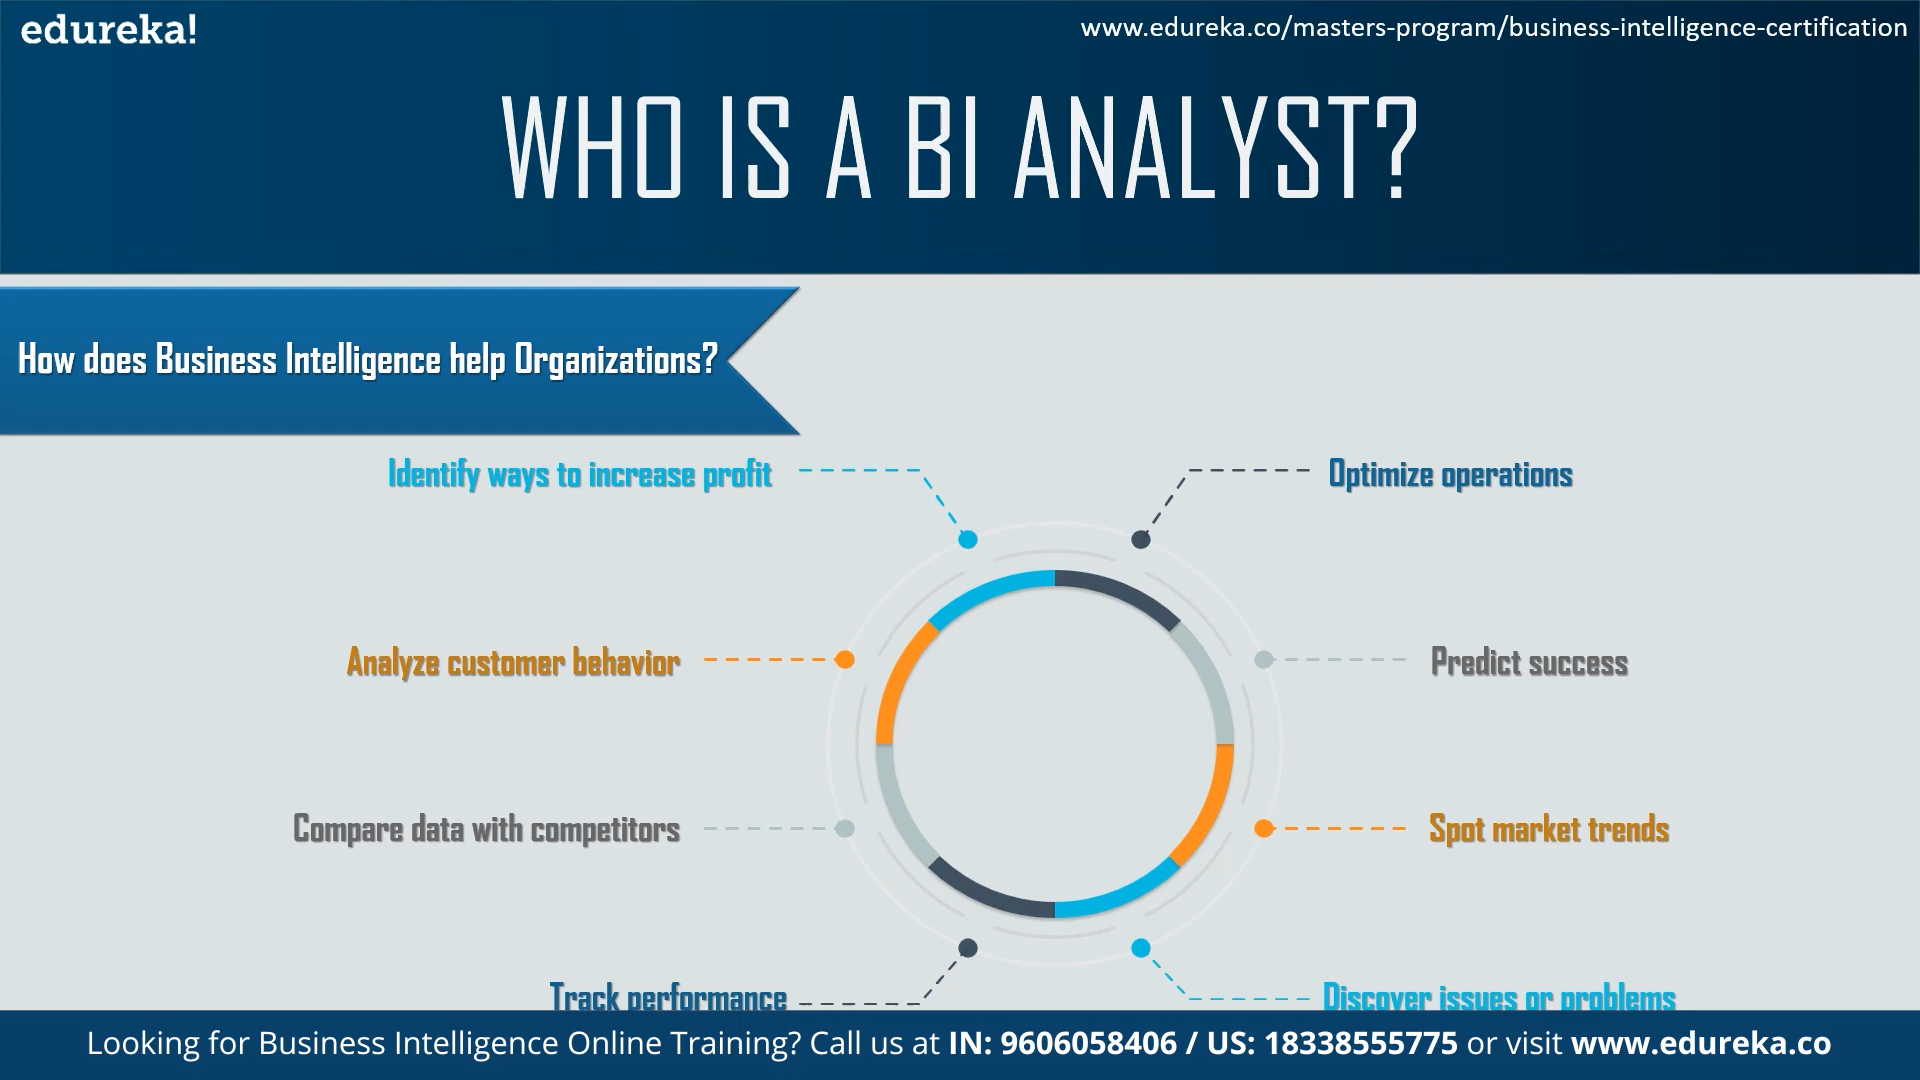 edureka!
www.edureka.co/masters-program/business-intelligence-certification
WHO IS A BI ANALYST?
How does Business Intelligence help Organizations?
Identify ways to increase profit
Optimize operations
Analyze customer behavior
Predict success
Compare data with competitors
Spot market trends
Track performance
Discover issues or problems
Looking for Business Intelligence Online Training? Call us at IN: 9606058406 / US: 18338555775 or visit www.edureka.co